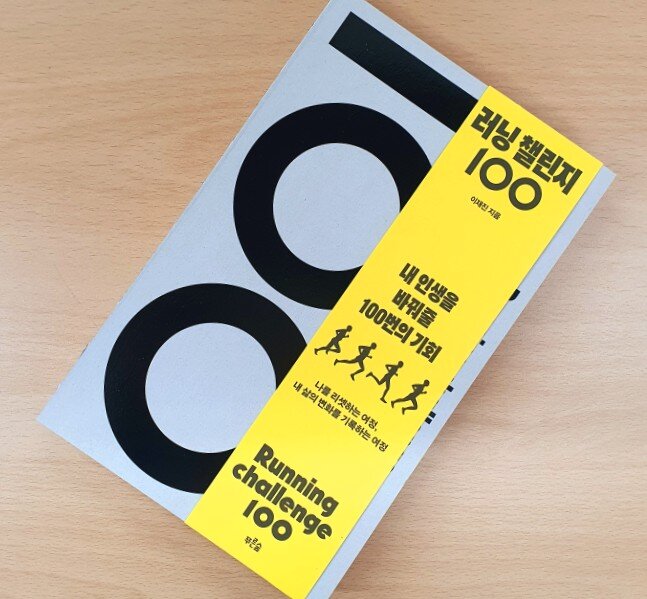 100
러닝 챌린지
100
이재진 지음
내 인생을
바꿔줄
100번의 기회
나를 리셋하는 여정,
내 삶의 변화를 기록하는 여정
Running
challenge
100
푸른숲